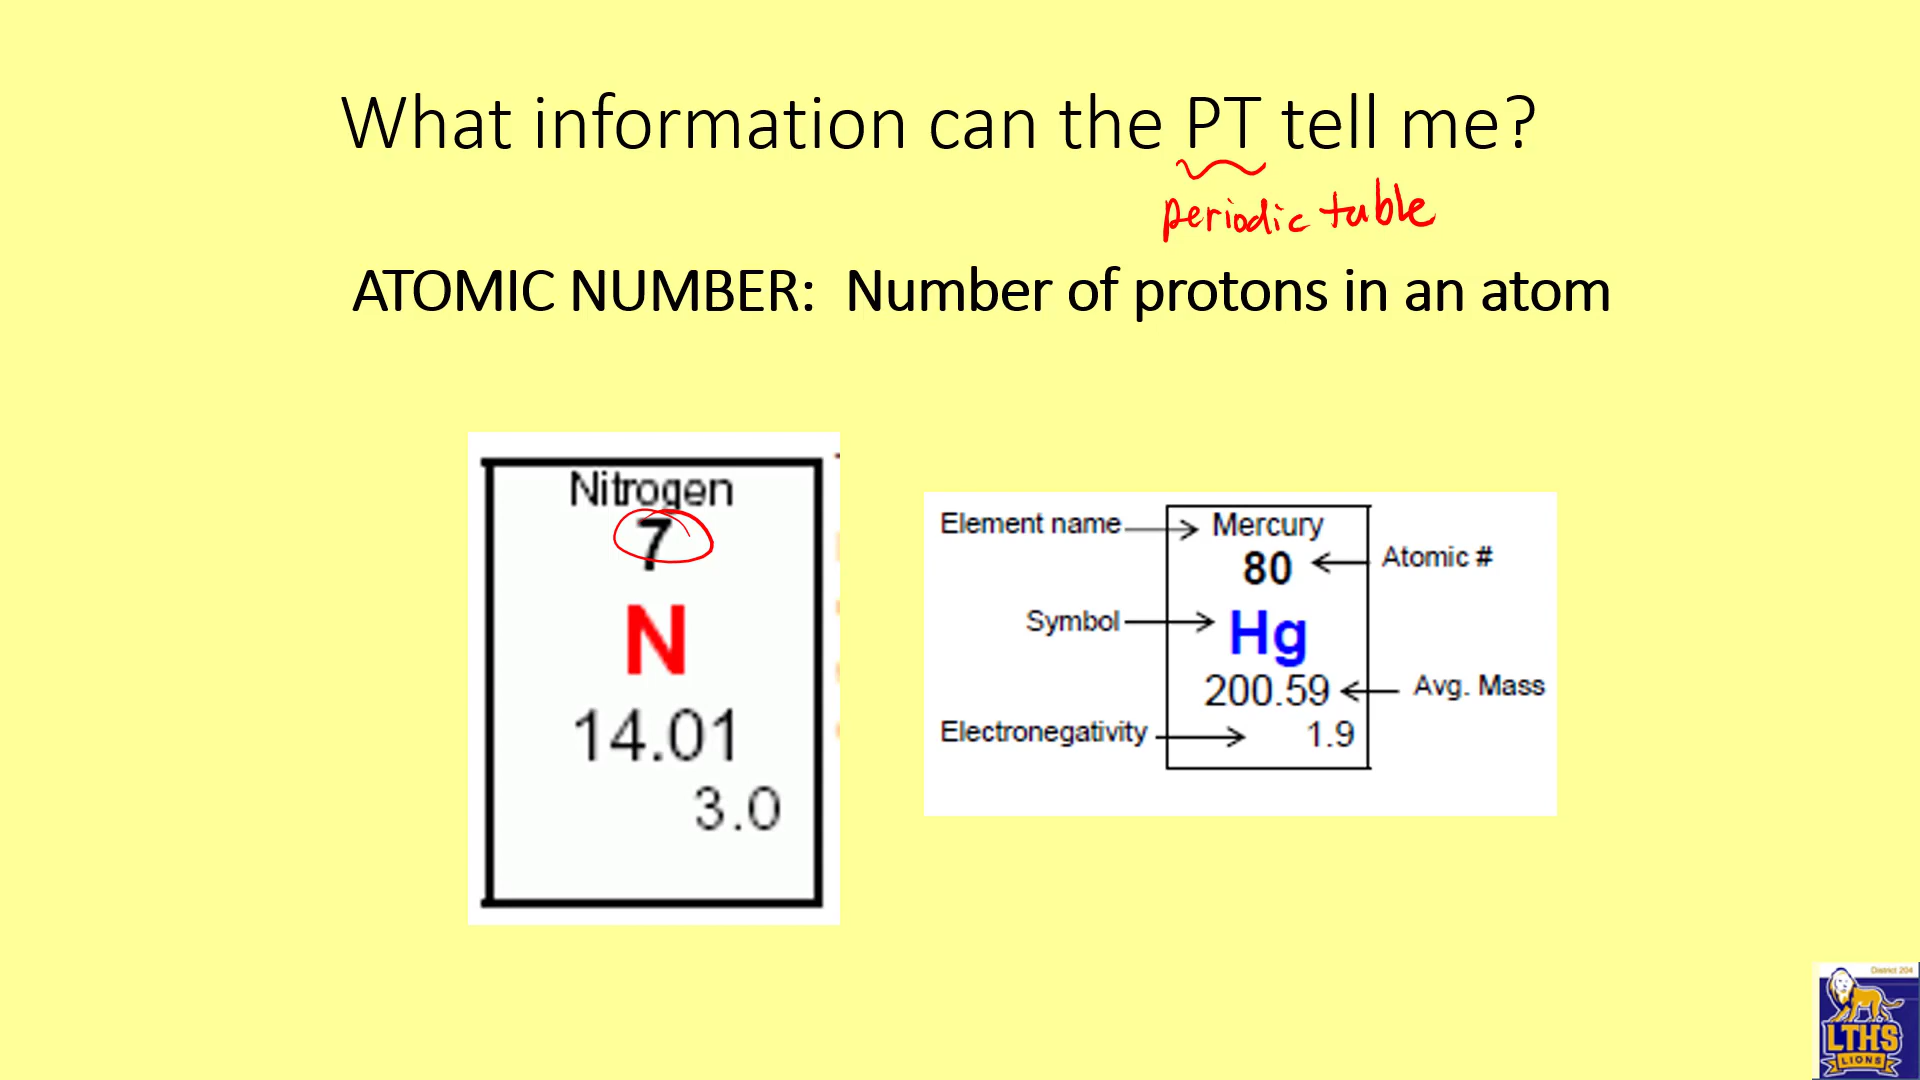 What information can the PT tell me?
periodic table
ATOMIC NUMBER: Number of protons in an atom
Nitrogen
7
N
14.01
3.0
Element name
Mercury
80
Atomic #
Symbol
Hg
200.59
Avg. Mass
Electronegativity
1.9
District 204
LTHS
LIONS